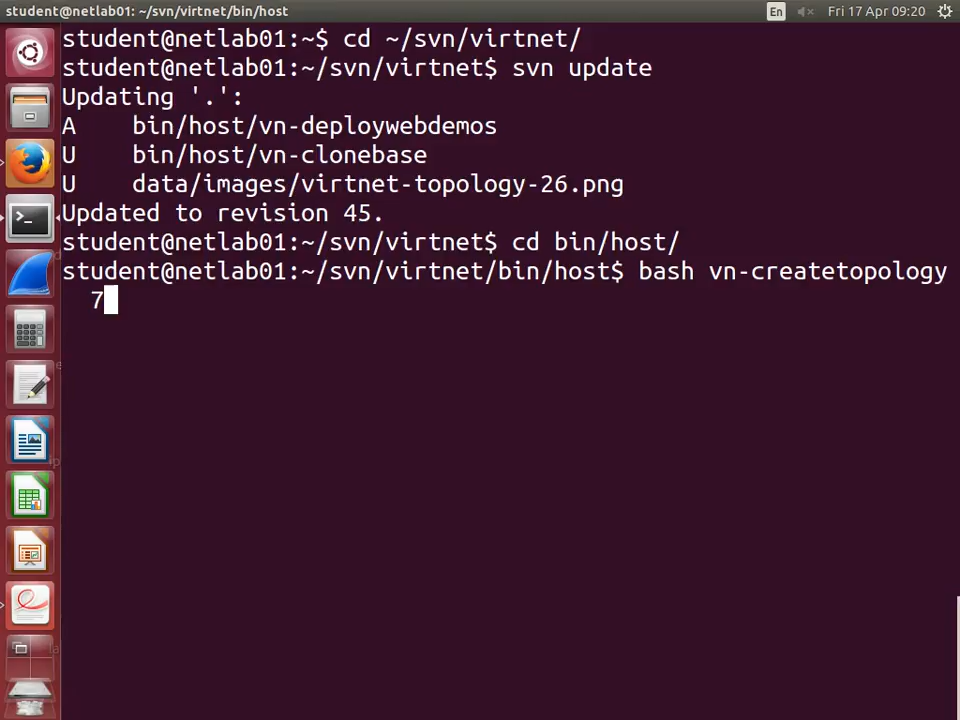 student@netlab01: ~/svn/virtnet/bin/host
En
Fri 17 Apr 09:20
student@netlab01:~$ cd ~/svn/virtnet/
student@netlab01:~/svn/virtnet$ svn update
Updating '.':
A    bin/host/vn-deploywebdemos
U    bin/host/vn-clonebase
U    data/images/virtnet-topology-26.png
Updated to revision 45.
student@netlab01:~/svn/virtnet$ cd bin/host/
student@netlab01:~/svn/virtnet/bin/host$ bash vn-createtopology
7